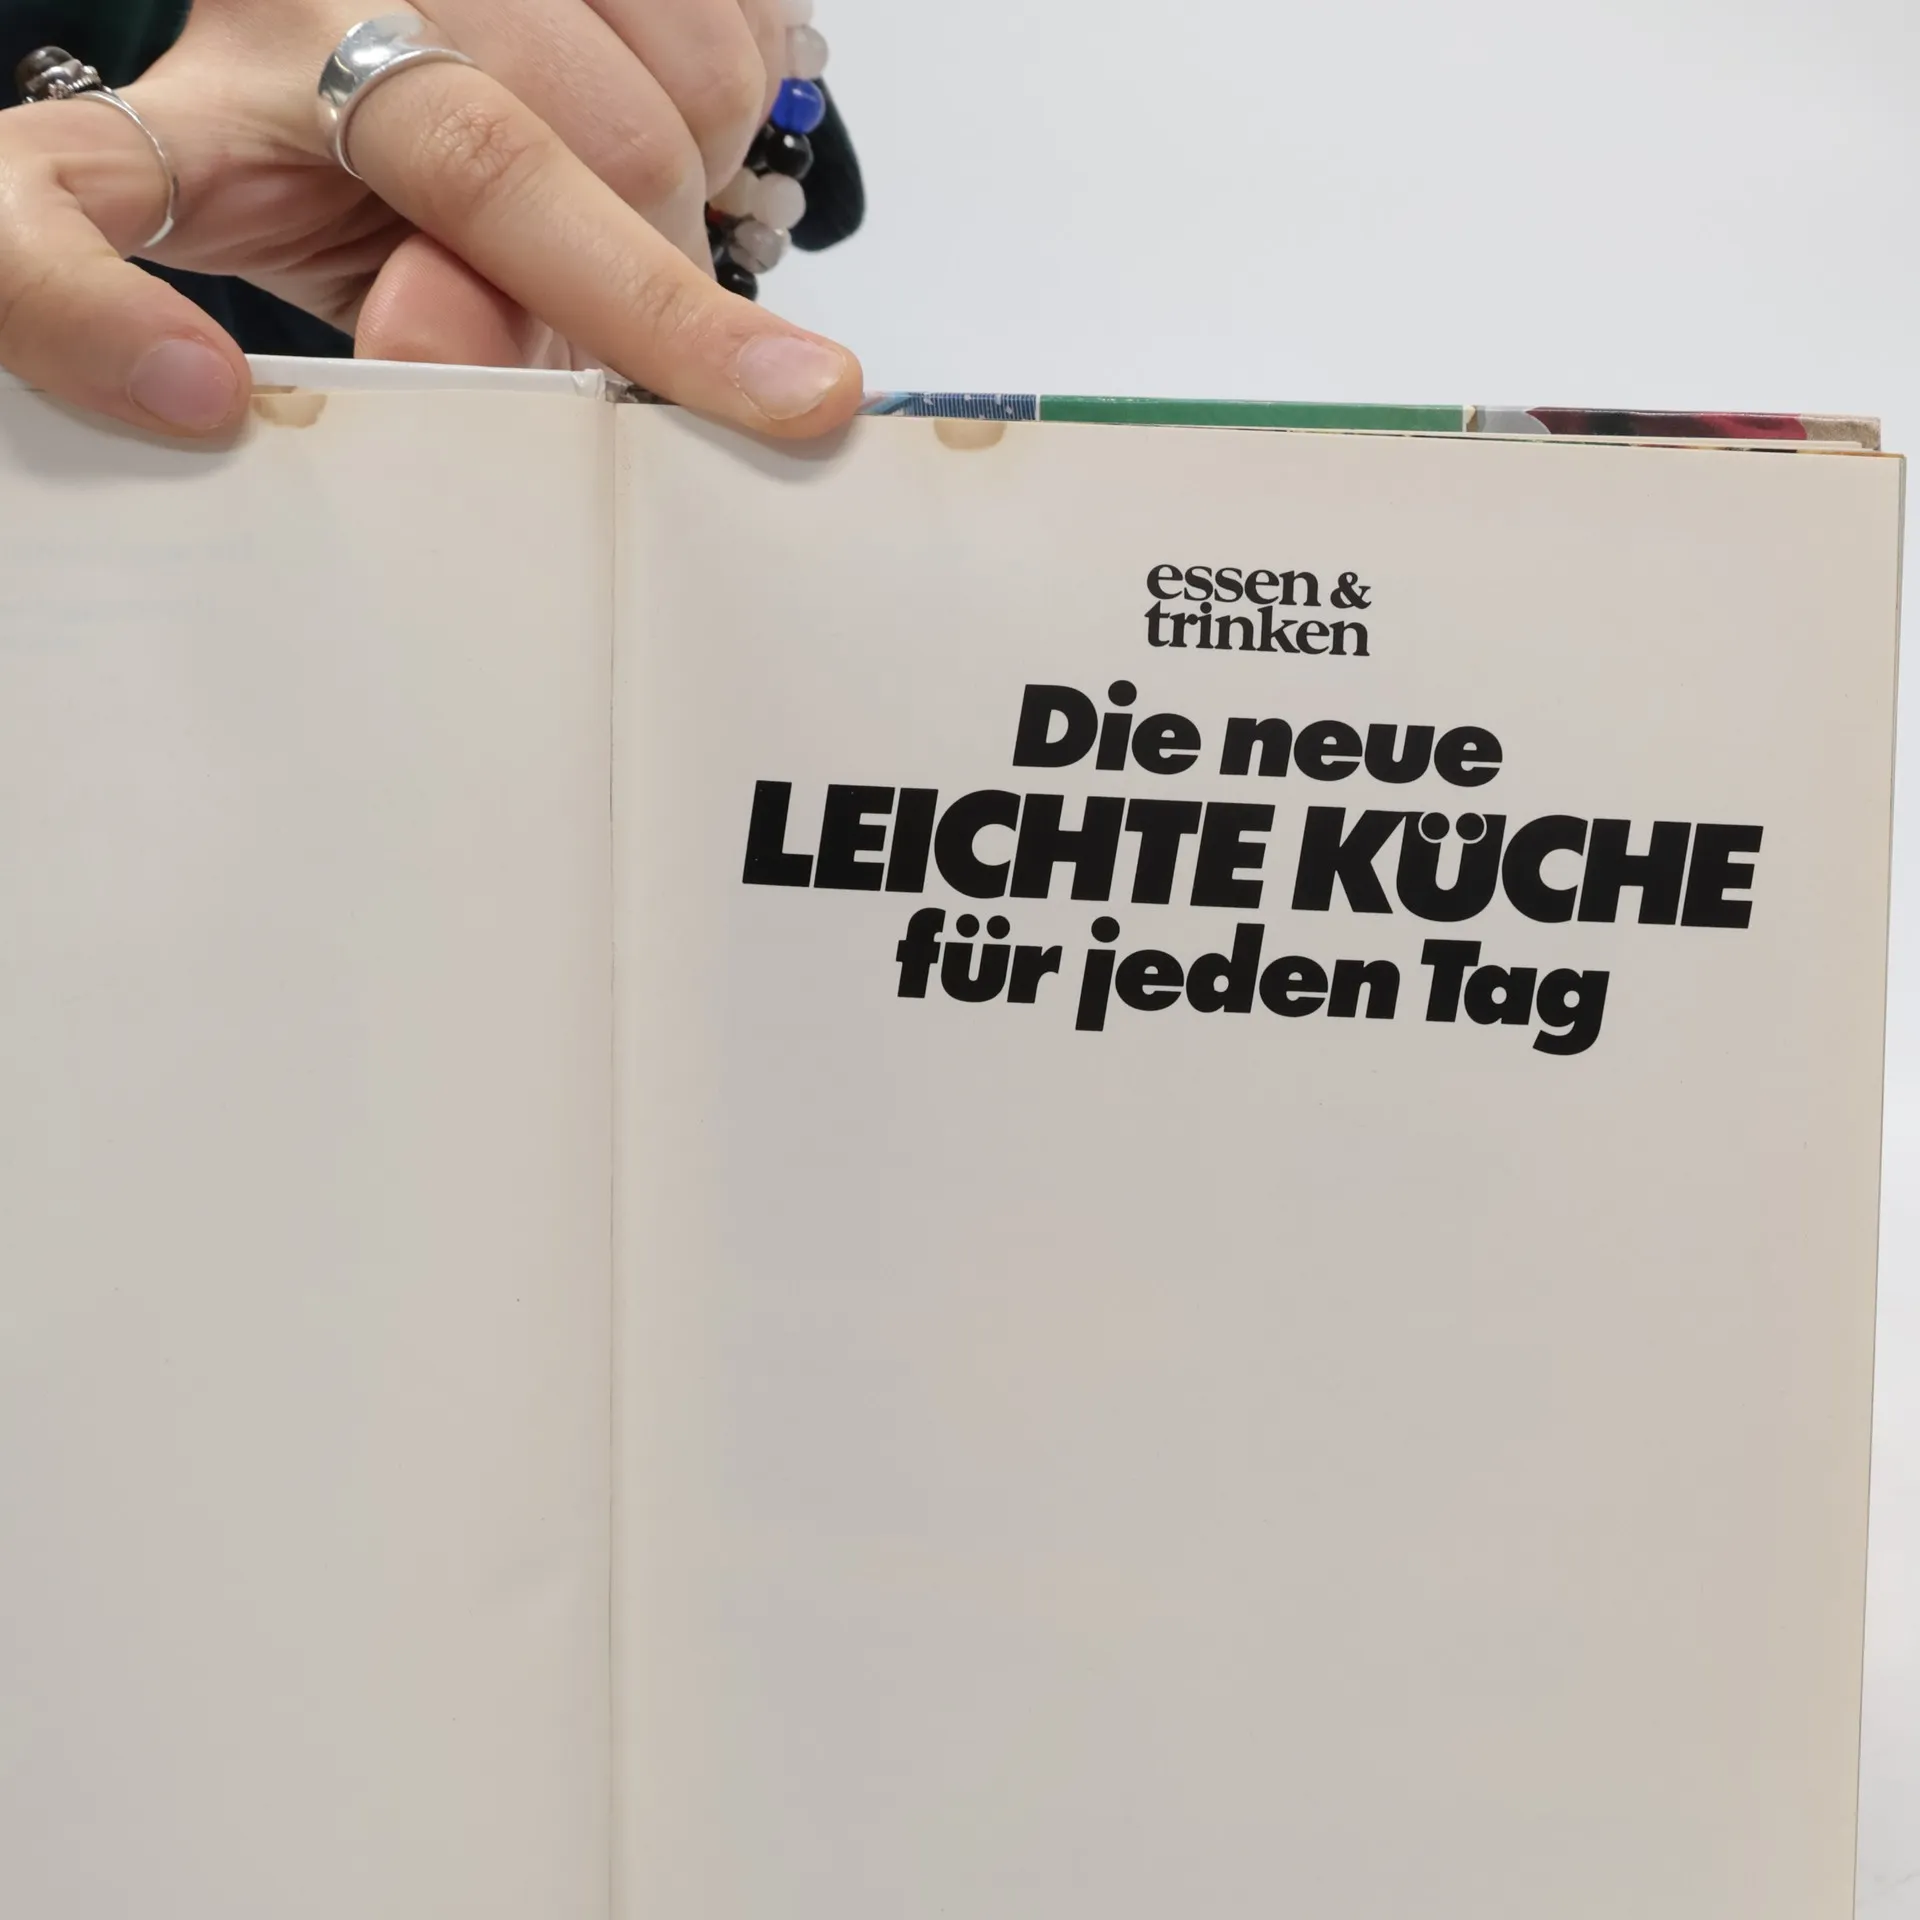 essen &
trinken
Die neue
LEICHTE KÜCHE
für jeden Tag